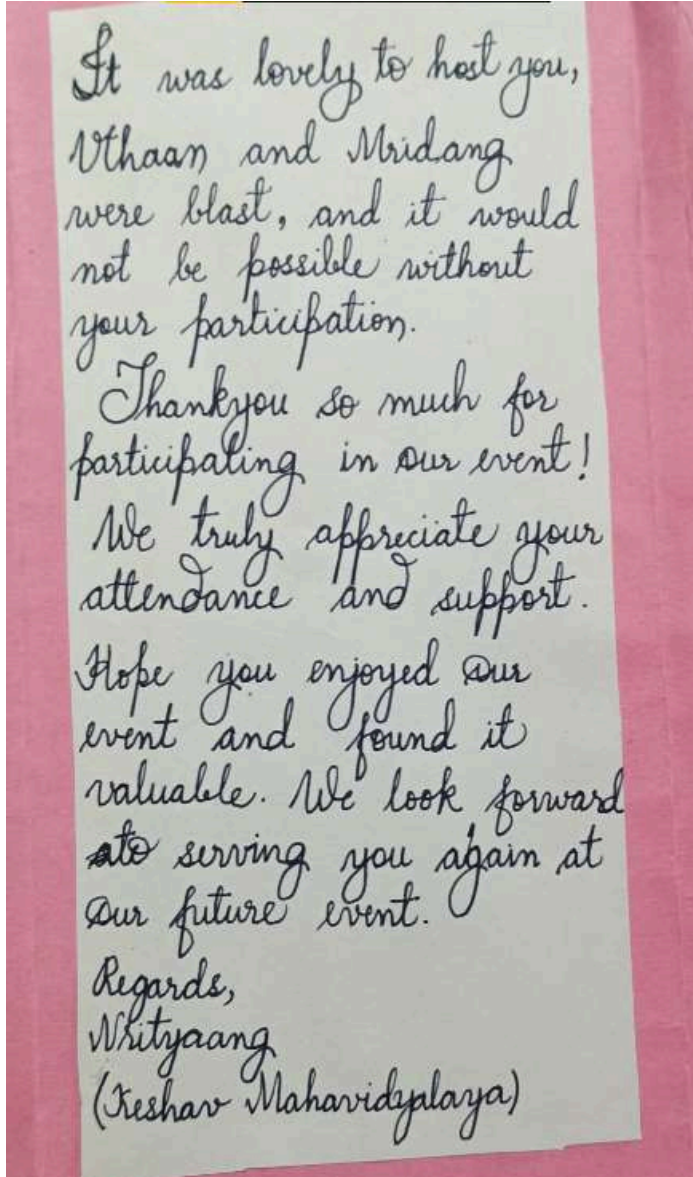 It was lovely to host you,
Uthaan and Mridang
were blast, and it would
not be possible without
your participation.
Thankyou so much for
participating in our event!
We truly appreciate your
attendance and support.
Hope you enjoyed our
event and found it
valuable. We look forward
to serving you again at
our future event.
Regards,
Nrityaang
(Keshav Mahavidyalaya)